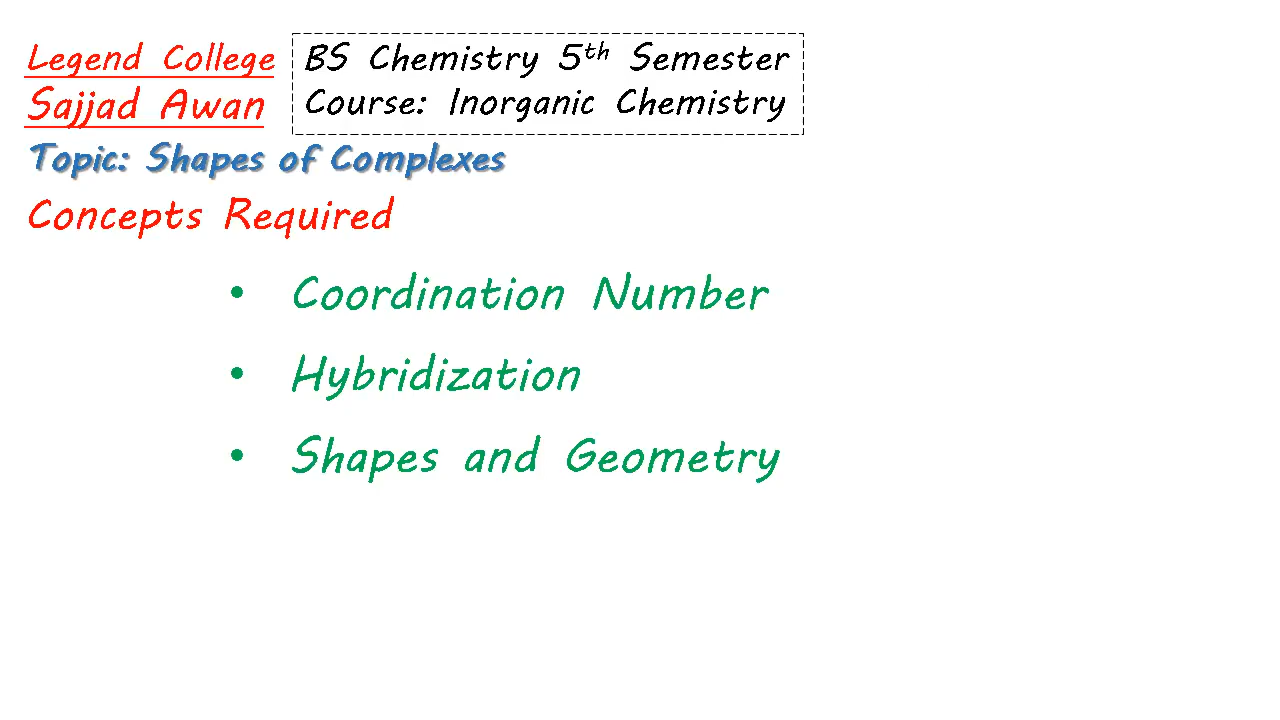 Legend College
Sajjad Awan
BS Chemistry 5th Semester
Course: Inorganic Chemistry
Topic: Shapes of Complexes
Concepts Required
• Coordination Number
• Hybridization
• Shapes and Geometry